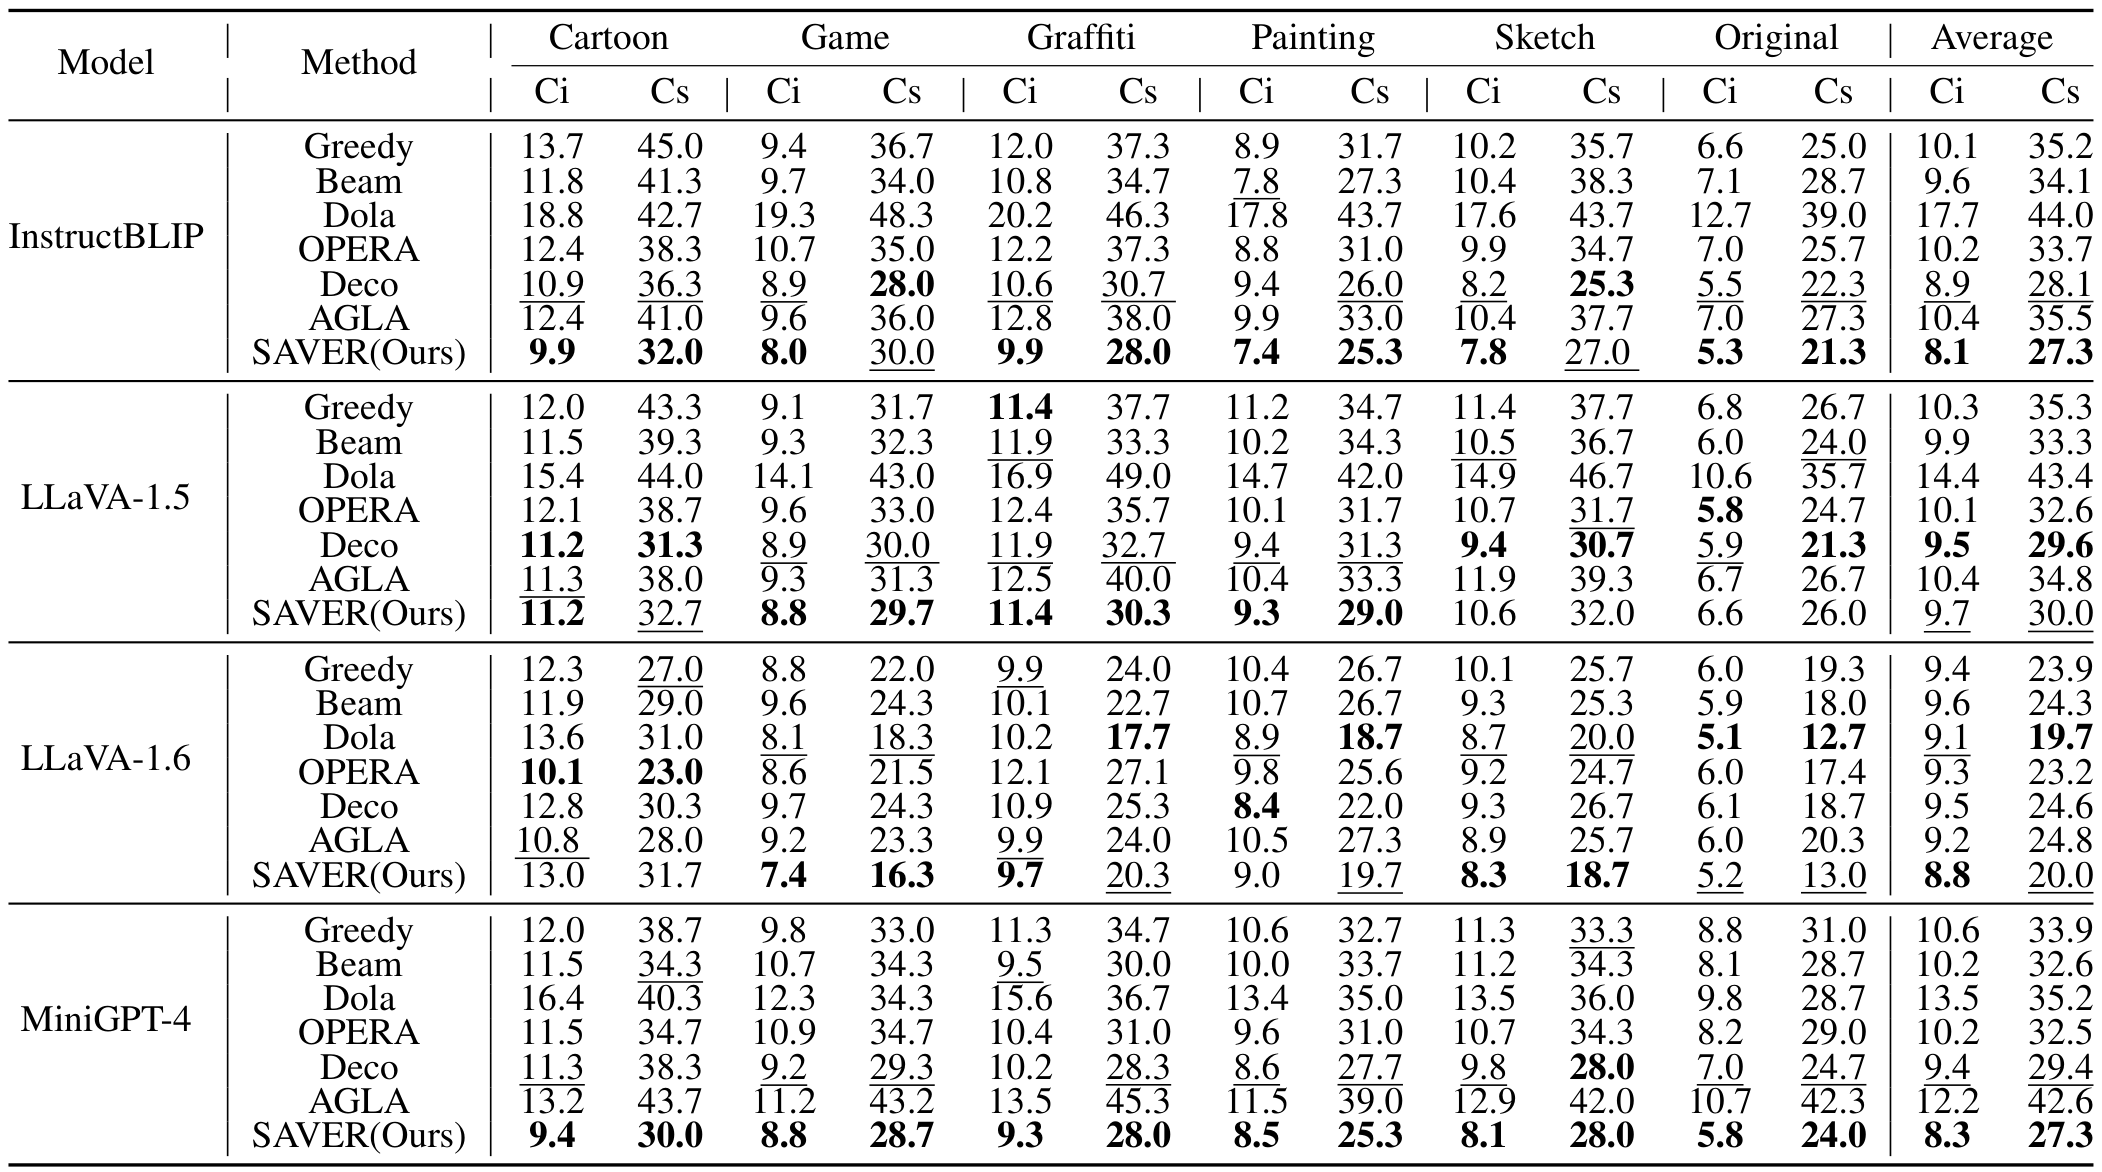 Model | Method | Cartoon Game Graffiti Painting Sketch Original | Average
Ci Cs | Ci Cs | Ci Cs | Ci Cs | Ci Cs | Ci Cs | Ci Cs
InstructBLIP
Greedy 13.7 45.0 9.4 36.7 12.0 37.3 8.9 31.7 10.2 35.7 6.6 25.0 10.1 35.2
Beam 11.8 41.3 9.7 34.0 10.8 34.7 7.8 27.3 10.4 38.3 7.1 28.7 9.6 34.1
Dola 18.8 42.7 19.3 48.3 20.2 46.3 17.8 43.7 17.6 43.7 12.7 39.0 17.7 44.0
OPERA 12.4 38.3 10.7 35.0 12.2 37.3 8.8 31.0 9.9 34.7 7.0 25.7 10.2 33.7
Deco 10.9 36.3 8.9 28.0 10.6 30.7 9.4 26.0 8.2 25.3 5.5 22.3 8.9 28.1
AGLA 12.4 41.0 9.6 36.0 12.8 38.0 9.9 33.0 10.4 37.7 7.0 27.3 10.4 35.5
SAVER(Ours) 9.9 32.0 8.0 30.0 9.9 28.0 7.4 25.3 7.8 27.0 5.3 21.3 8.1 27.3
LLaVA-1.5
Greedy 12.0 43.3 9.1 31.7 11.4 37.7 11.2 34.7 11.4 37.7 6.8 26.7 10.3 35.3
Beam 11.5 39.3 9.3 32.3 11.9 33.3 10.2 34.3 10.5 36.7 6.0 24.0 9.9 33.3
Dola 15.4 44.0 14.1 43.0 16.9 49.0 14.7 42.0 14.9 46.7 10.6 35.7 14.4 43.4
OPERA 12.1 38.7 9.6 33.0 12.4 35.7 10.1 31.7 10.7 31.7 5.8 24.7 10.1 32.6
Deco 11.2 31.3 8.9 30.0 11.9 32.7 9.4 31.3 9.4 30.7 5.9 21.3 9.5 29.6
AGLA 11.3 38.0 9.3 31.3 12.5 40.0 10.4 33.3 11.9 39.3 6.7 26.7 10.4 34.8
SAVER(Ours) 11.2 32.7 8.8 29.7 11.4 30.3 9.3 29.0 10.6 32.0 6.6 26.0 9.7 30.0
LLaVA-1.6
Greedy 12.3 27.0 8.8 22.0 9.9 24.0 10.4 26.7 10.1 25.7 6.0 19.3 9.4 23.9
Beam 11.9 29.0 9.6 24.3 10.1 22.7 10.7 26.7 9.3 25.3 5.9 18.0 9.6 24.3
Dola 13.6 31.0 8.1 18.3 10.2 17.7 8.9 18.7 8.7 20.0 5.1 12.7 9.1 19.7
OPERA 10.1 23.0 8.6 21.5 12.1 27.1 9.8 25.6 9.2 24.7 6.0 17.4 9.3 23.2
Deco 12.8 30.3 9.7 24.3 10.9 25.3 8.4 22.0 9.3 26.7 6.1 18.7 9.5 24.6
AGLA 10.8 28.0 9.2 23.3 9.9 24.0 10.5 27.3 8.9 25.7 6.0 20.3 9.2 24.8
SAVER(Ours) 13.0 31.7 7.4 16.3 9.7 20.3 9.0 19.7 8.3 18.7 5.2 13.0 8.8 20.0
MiniGPT-4
Greedy 12.0 38.7 9.8 33.0 11.3 34.7 10.6 32.7 11.3 33.3 8.8 31.0 10.6 33.9
Beam 11.5 34.3 10.7 34.3 9.5 30.0 10.0 33.7 11.2 34.3 8.1 28.7 10.2 32.6
Dola 16.4 40.3 12.3 34.3 15.6 36.7 13.4 35.0 13.5 36.0 9.8 28.7 13.5 35.2
OPERA 11.5 34.7 10.9 34.7 10.4 31.0 9.6 31.0 10.7 34.3 8.2 29.0 10.2 32.5
Deco 11.3 38.3 9.2 29.3 10.2 28.3 8.6 27.7 9.8 28.0 7.0 24.7 9.4 29.4
AGLA 13.2 43.7 11.2 43.2 13.5 45.3 11.5 39.0 12.9 42.0 10.7 42.3 12.2 42.6
SAVER(Ours) 9.4 30.0 8.8 28.7 9.3 28.0 8.5 25.3 8.1 28.0 5.8 24.0 8.3 27.3